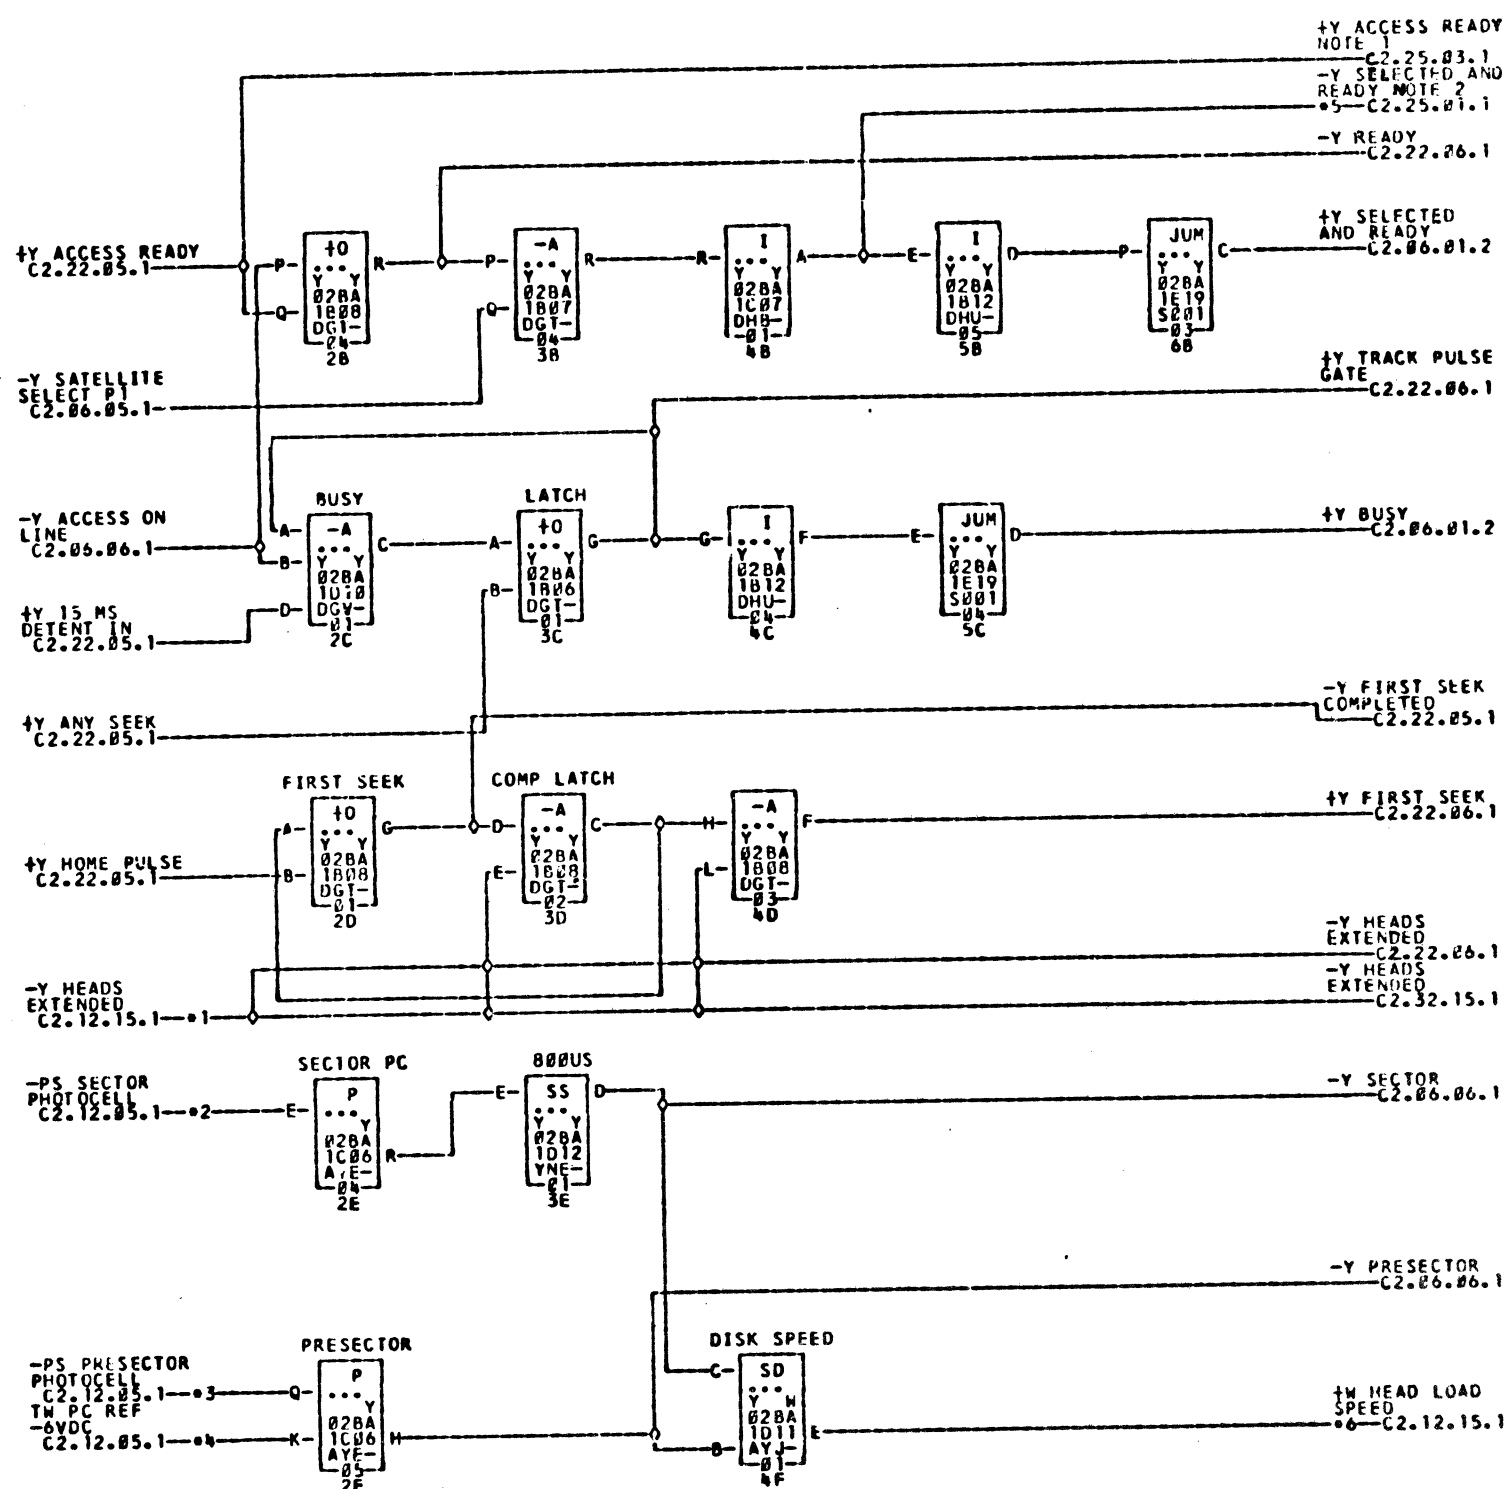 +Y ACCESS READY
NOTE 1
C2.25.03.1
-Y SELECTED AND
READY NOTE 2
*5 C2.25.01.1
-Y READY
C2.22.06.1
+Y ACCESS READY
C2.22.05.1
P
Q
+O
...
Y Y
02BA
1B08
DGT-
04
2B
R
P
Q
-A
...
Y Y
02BA
1B07
DGT-
04
3B
R
R
I
...
Y Y
02BA
1C07
DHB-
01
4B
A
E
I
...
Y Y
02BA
1B12
DHU-
05
5B
D
P
JUM
...
Y Y
02BA
1E19
S001
03
6B
C
+Y SELECTED
AND READY
C2.06.01.2
-Y SATELLITE
SELECT P1
C2.06.05.1
+Y TRACK PULSE
GATE
C2.22.06.1
-Y ACCESS ON
LINE
C2.06.06.1
+Y 15 MS
DETENT IN
C2.22.05.1
BUSY
A
B
D
-A
...
Y Y
02BA
1D10
DGV-
01
2C
C
LATCH
A
B
+O
...
Y Y
02BA
1B06
DGT-
01
3C
G
G
I
...
Y Y
02BA
1B12
DHU-
04
4C
F
E
JUM
...
Y Y
02BA
1E19
S001
04
5C
D
+Y BUSY
C2.06.01.2
+Y ANY SEEK
C2.22.05.1
-Y FIRST SEEK
COMPLETED
C2.22.05.1
+Y HOME PULSE
C2.22.05.1
FIRST SEEK
A
B
+O
...
Y Y
02BA
1B08
DGT-
01
2D
G
COMP LATCH
D
E
-A
...
Y Y
02BA
1B08
DGT-
02
3D
C
H
L
-A
...
Y Y
02BA
1B08
DGT-
03
4D
F
+Y FIRST SEEK
C2.22.06.1
-Y HEADS
EXTENDED
C2.22.06.1
-Y HEADS
EXTENDED
C2.32.15.1
-Y HEADS
EXTENDED
C2.12.15.1 *1
-PS SECTOR
PHOTOCELL
C2.12.05.1 *2
SECTOR PC
E
P
...
Y
02BA
1C06
AYE-
04
2E
R
800US
E
SS
...
Y Y
02BA
1D12
YNE-
01
3E
D
-Y SECTOR
C2.06.06.1
-Y PRESECTOR
C2.06.06.1
-PS PRESECTOR
PHOTOCELL
C2.12.05.1 *3
TW PC REF
-6VDC
C2.12.05.1 *4
PRESECTOR
Q
K
P
...
Y
02BA
1C06
AYE-
05
2F
H
DISK SPEED
C
B
SD
...
Y W
02BA
1D11
AYJ-
01
4F
E
+W HEAD LOAD
SPEED
*6 C2.12.15.1